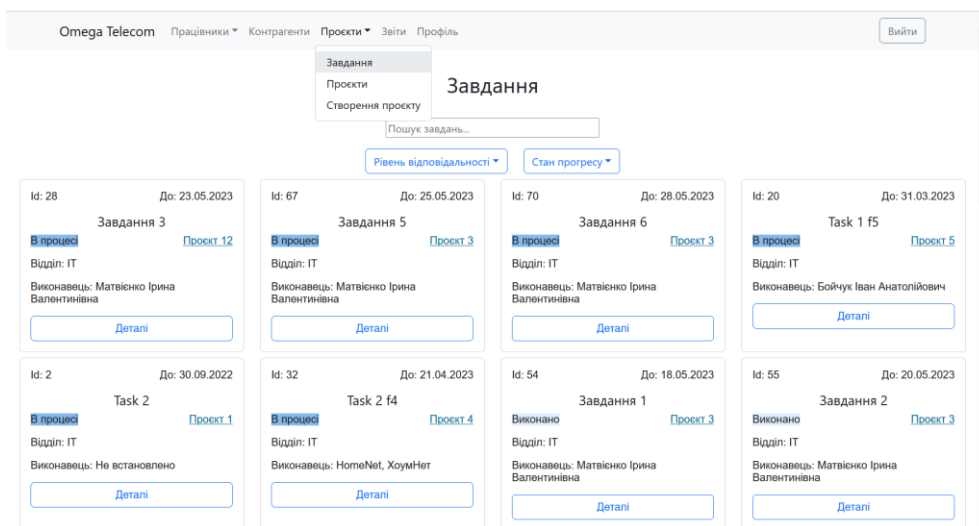 Omega Telecom Працівники Контрагенти Проєкти Звіти Профіль Вийти
Завдання
Проєкти
Створення проєкту
Завдання
Пошук завдань...
Рівень відповідальності Стан прогресу
Id: 28 До: 23.05.2023
Завдання 3
В процесі Проєкт 12
Відділ: IT
Виконавець: Матвієнко Ірина
Валентинівна
Деталі
Id: 67 До: 25.05.2023
Завдання 5
В процесі Проєкт 3
Відділ: IT
Виконавець: Матвієнко Ірина
Валентинівна
Деталі
Id: 70 До: 28.05.2023
Завдання 6
В процесі Проєкт 3
Відділ: IT
Виконавець: Матвієнко Ірина
Валентинівна
Деталі
Id: 20 До: 31.03.2023
Task 1 f5
В процесі Проєкт 5
Відділ: IT
Виконавець: Бойчук Іван Анатолійович
Деталі
Id: 2 До: 30.09.2022
Task 2
В процесі Проєкт 1
Відділ: IT
Виконавець: Не встановлено
Деталі
Id: 32 До: 21.04.2023
Task 2 f4
В процесі Проєкт 4
Відділ: IT
Виконавець: HomeNet, ХоумНет
Деталі
Id: 54 До: 18.05.2023
Завдання 1
Виконано Проєкт 3
Відділ: IT
Виконавець: Матвієнко Ірина
Валентинівна
Деталі
Id: 55 До: 20.05.2023
Завдання 2
Виконано Проєкт 3
Відділ: IT
Виконавець: Матвієнко Ірина
Валентинівна
Деталі